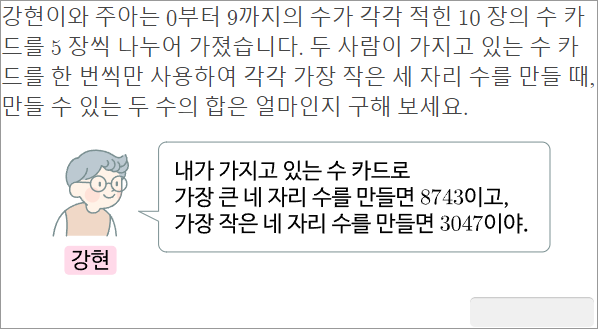 강현이와 주아는 0부터 9까지의 수가 각각 적힌 10 장의 수 카
드를 5 장씩 나누어 가졌습니다. 두 사람이 가지고 있는 수 카
드를 한 번씩만 사용하여 각각 가장 작은 세 자리 수를 만들 때,
만들 수 있는 두 수의 합은 얼마인지 구해 보세요.
내가 가지고 있는 수 카드로
가장 큰 네 자리 수를 만들면 8743이고,
가장 작은 네 자리 수를 만들면 3047이야.
강현